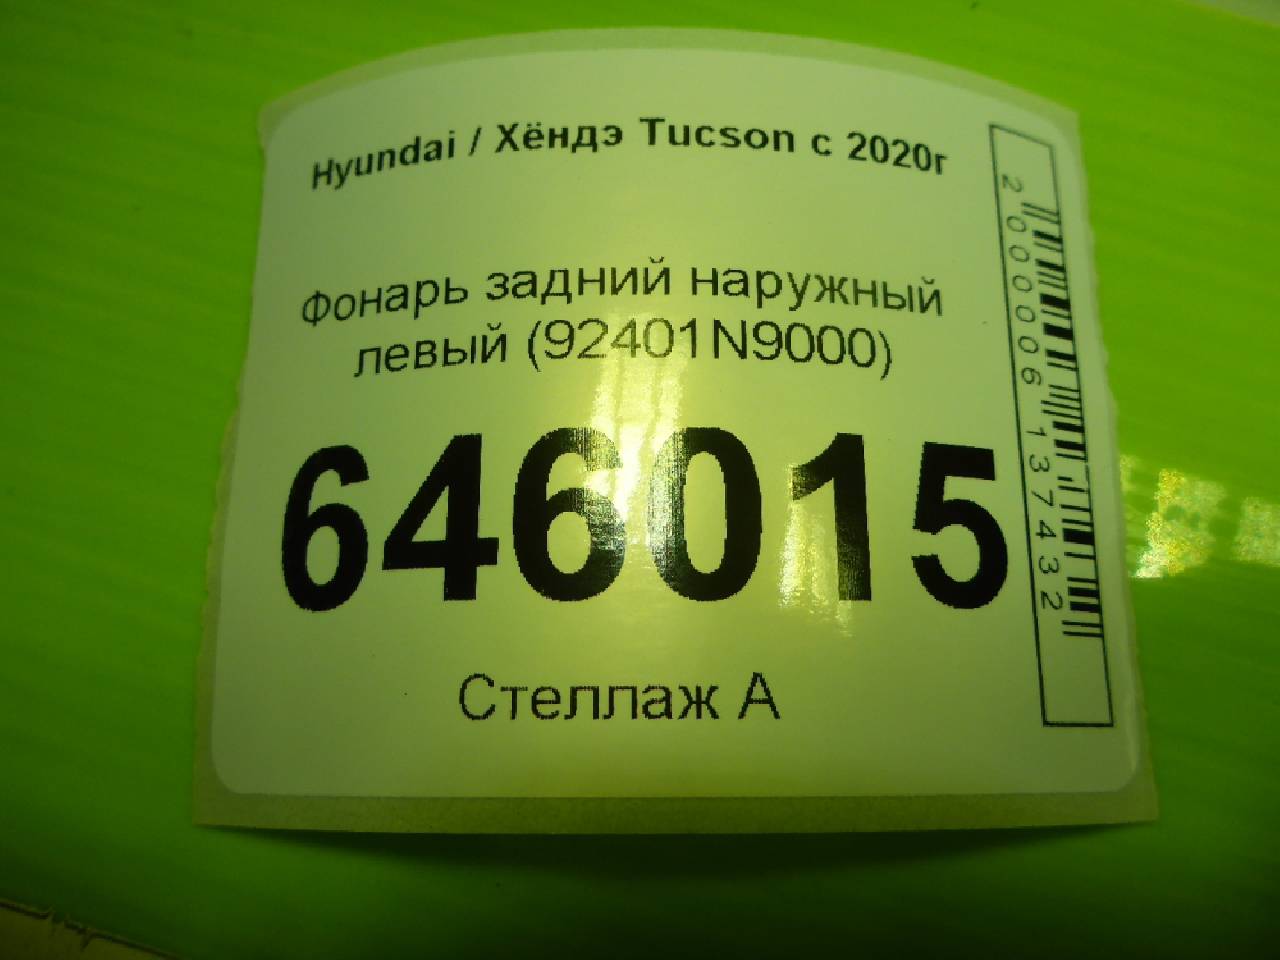 Hyundai / Хёндэ Tucson с 2020г
Фонарь задний наружный
левый (92401N9000)
646015
Стеллаж А
2000006137432